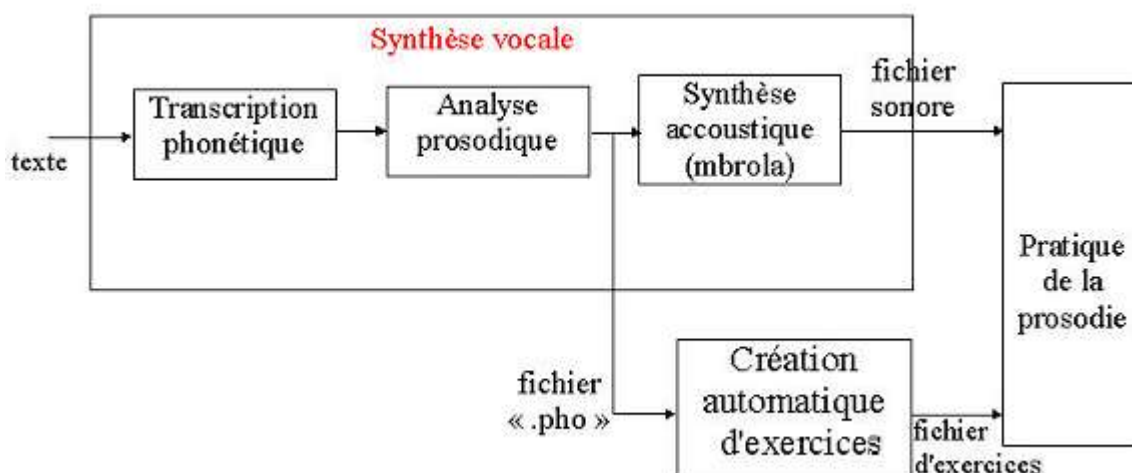 Synthèse vocale
texte
Transcription
phonétique
Analyse
prosodique
Synthèse
accoustique
(mbrola)
fichier
sonore
Pratique
de la
prosodie
fichier
« .pho »
Création
automatique
d'exercices
fichier
d'exercices